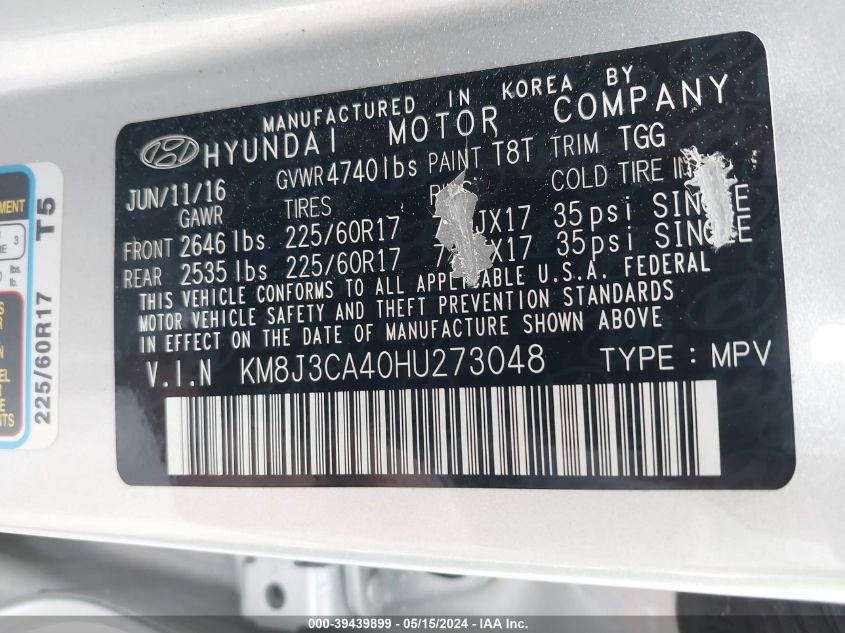 MANUFACTURED IN KOREA BY
HYUNDAI MOTOR COMPANY
JUN/11/16 GVWR 4740 lbs PAINT T8T TRIM TGG
GAWR TIRES COLD TIRE
FRONT 2646 lbs. 225/60R17 JX17 35 psi
REAR 2535 lbs 225/60R17 X17 35 psi
THIS VEHICLE CONFORMS TO ALL U.S.A. FEDERAL
MOTOR VEHICLE SAFETY AND THEFT PREVENTION STANDARDS
IN EFFECT ON THE DATE OF MANUFACTURE SHOWN ABOVE
V.I.N KM8J3CA40HU273048 TYPE : MPV
T5
3
lb.
225/60R17
000-39439899 - 05/15/2024 - IAA Inc.